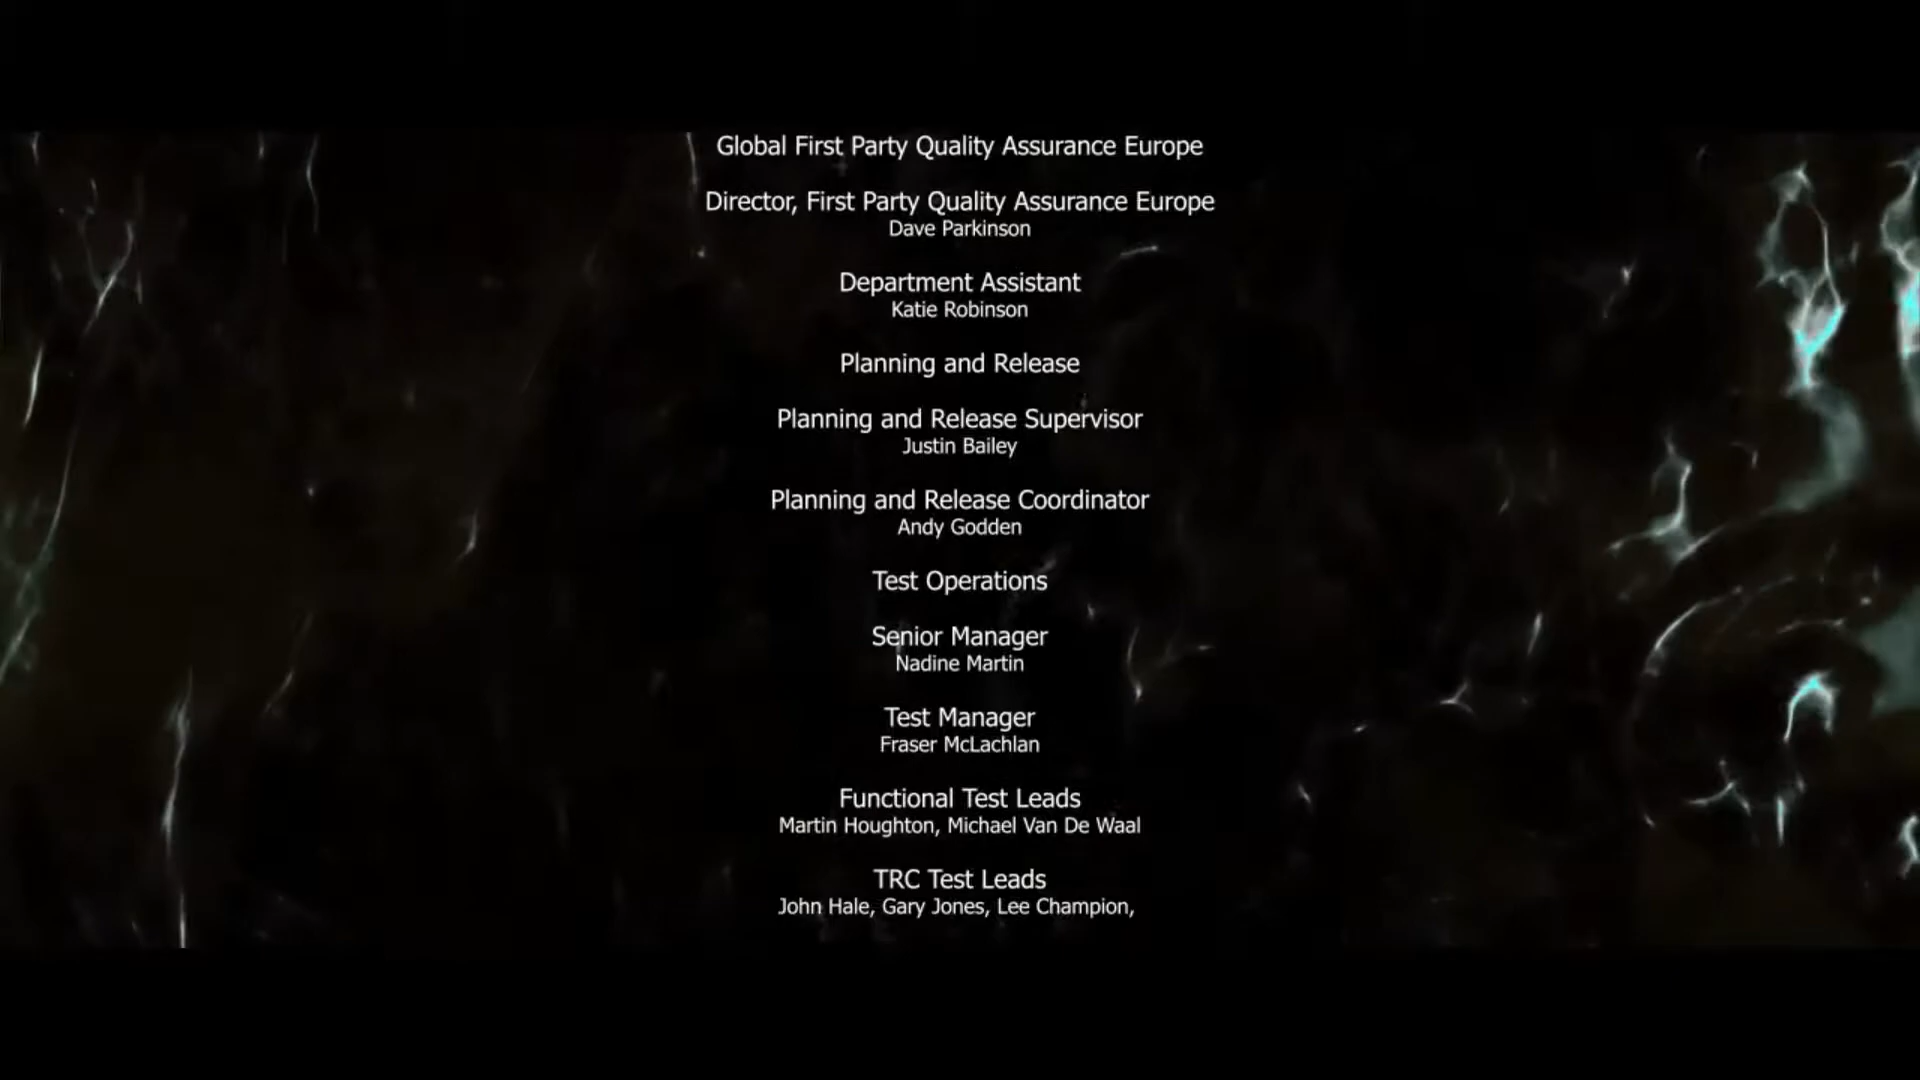 Global First Party Quality Assurance Europe
Director, First Party Quality Assurance Europe
Dave Parkinson
Department Assistant
Katie Robinson
Planning and Release
Planning and Release Supervisor
Justin Bailey
Planning and Release Coordinator
Andy Godden
Test Operations
Senior Manager
Nadine Martin
Test Manager
Fraser McLachlan
Functional Test Leads
Martin Houghton, Michael Van De Waal
TRC Test Leads
John Hale, Gary Jones, Lee Champion,